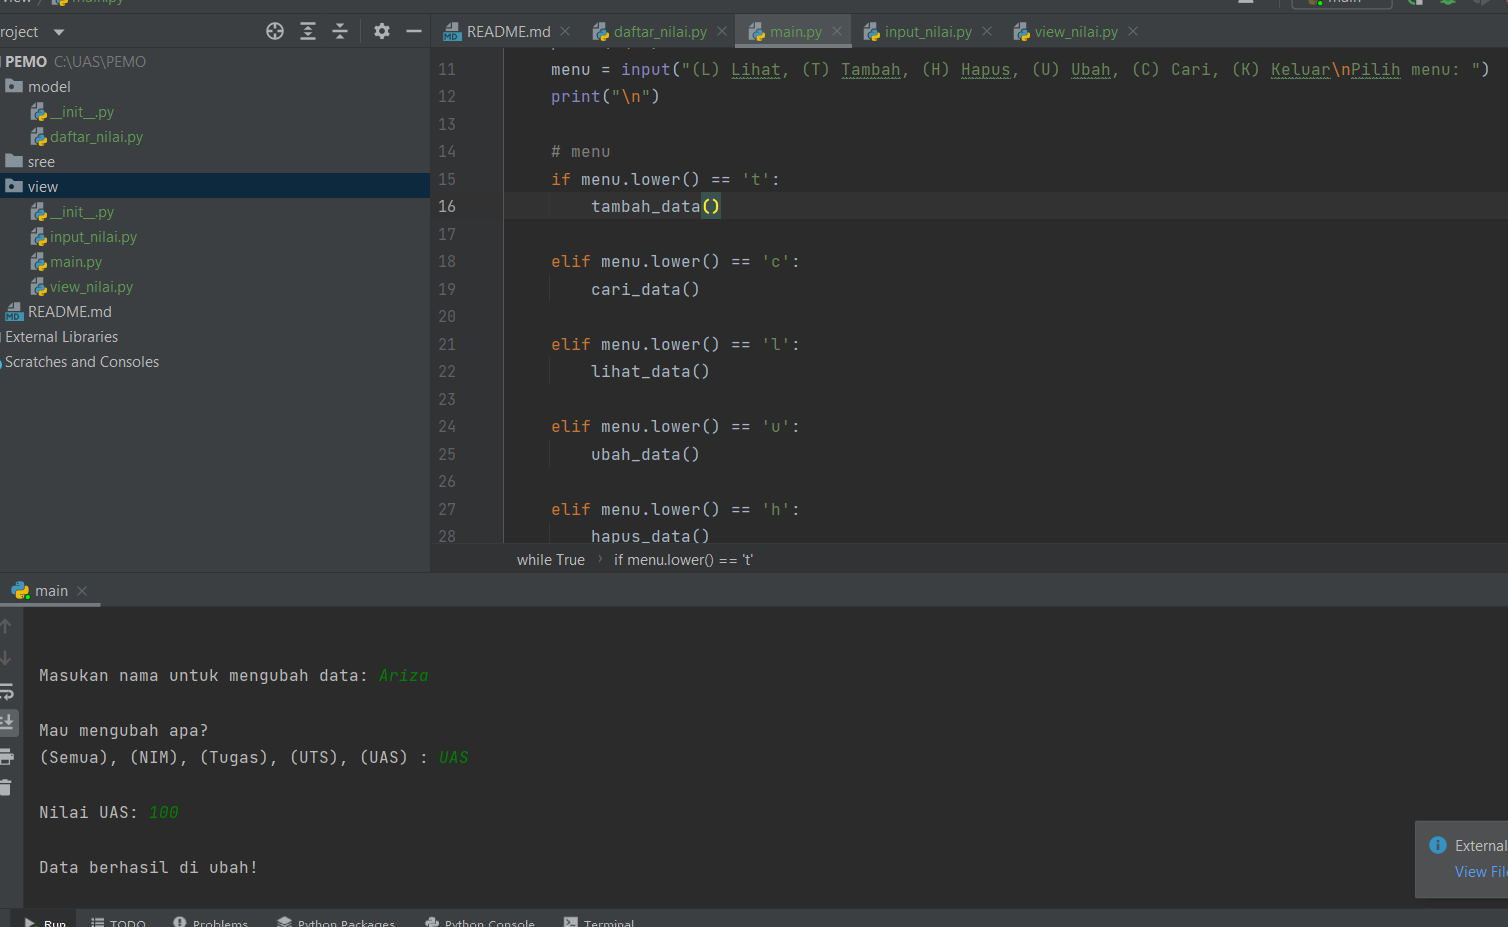 main.py
main
roject
README.md
daftar_nilai.py
main.py
input_nilai.py
view_nilai.py
PEMO C:\UAS\PEMO
model
__init__.py
daftar_nilai.py
sree
view
__init__.py
input_nilai.py
main.py
view_nilai.py
README.md
External Libraries
Scratches and Consoles
11 menu = input("(L) Lihat, (T) Tambah, (H) Hapus, (U) Ubah, (C) Cari, (K) Keluar\nPilih menu: ")
12 print("\n")
13
14 # menu
15 if menu.lower() == 't':
16 tambah_data()
17
18 elif menu.lower() == 'c':
19 cari_data()
20
21 elif menu.lower() == 'l':
22 lihat_data()
23
24 elif menu.lower() == 'u':
25 ubah_data()
26
27 elif menu.lower() == 'h':
28 hapus_data()
while True › if menu.lower() == 't'
main
Masukan nama untuk mengubah data: Ariza
Mau mengubah apa?
(Semua), (NIM), (Tugas), (UTS), (UAS) : UAS
Nilai UAS: 100
Data berhasil di ubah!
External
View File
Run TODO Problems Python Packages Python Console Terminal